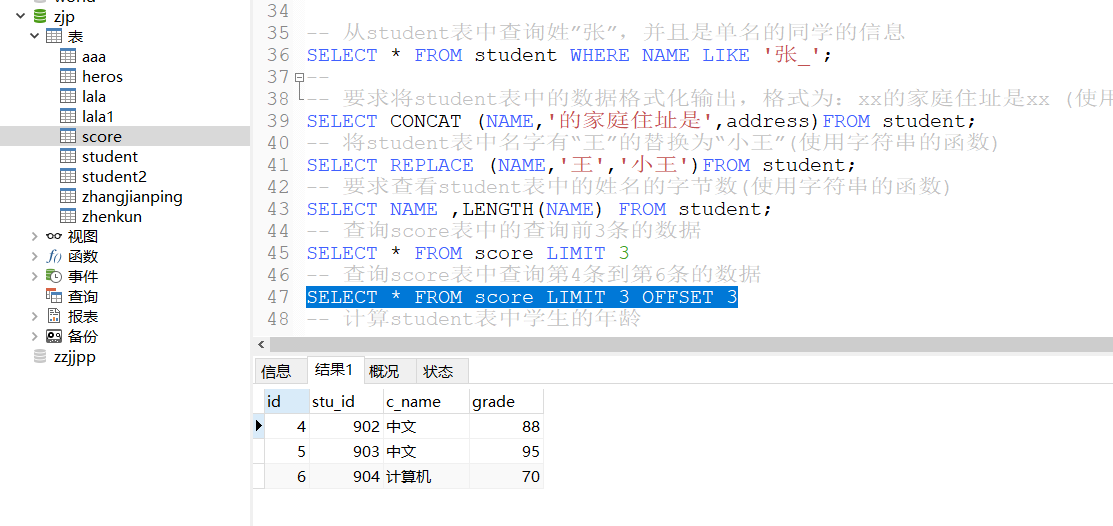 zjp
表
aaa
heros
lala
lala1
score
student
student2
zhangjianping
zhenkun
视图
函数
事件
查询
报表
备份
zzjjpp
34
35 -- 从student表中查询姓"张", 并且是单名的同学的信息
36 SELECT * FROM student WHERE NAME LIKE '张_';
37 --
38 -- 要求将student表中的数据格式化输出, 格式为: xx的家庭住址是xx (使用
39 SELECT CONCAT (NAME,'的家庭住址是',address)FROM student;
40 -- 将student表中名字有“王”的替换为“小王”(使用字符串的函数)
41 SELECT REPLACE (NAME,'王','小王')FROM student;
42 -- 要求查看student表中的姓名的字节数(使用字符串的函数)
43 SELECT NAME ,LENGTH(NAME) FROM student;
44 -- 查询score表中的查询前3条的数据
45 SELECT * FROM score LIMIT 3
46 -- 查询score表中查询第4条到第6条的数据
47 SELECT * FROM score LIMIT 3 OFFSET 3
48 -- 计算student表中学生的年龄
信息 结果1 概况 状态
id stu_id c_name grade
4 902 中文 88
5 903 中文 95
6 904 计算机 70